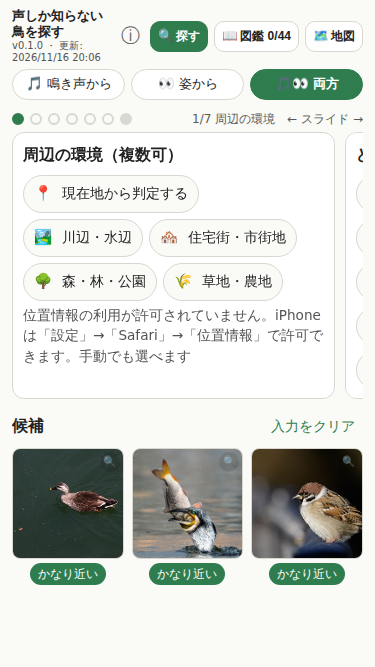 声しか知らない
鳥を探す
v0.1.0 · 更新:
2026/11/16 20:06
ⓘ
🔍 探す
📖 図鑑 0/44
🗺️ 地図
🎵 鳴き声から
👀 姿から
🎵👀 両方
1/7 周辺の環境 ← スライド →
周辺の環境（複数可）
📍 現在地から判定する
🏞️ 川辺・水辺
🏘️ 住宅街・市街地
🌳 森・林・公園
🌾 草地・農地
位置情報の利用が許可されていません。iPhone
は「設定」→「Safari」→「位置情報」で許可で
きます。手動でも選べます
候補
入力をクリア
かなり近い
かなり近い
かなり近い